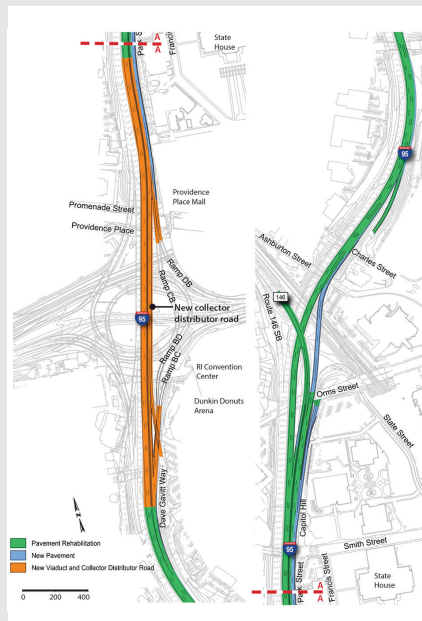 Park St
Francis
A
A
State
House
Providence
Place Mall
Promenade Street
Providence Place
Ramp DB
Ramp CB
New collector
distributor road
95
Ramp BD
Ramp BC
RI Convention
Center
Dunkin Donuts
Arena
Dave Gavitt Way
N
Pavement Rehabilitation
New Pavement
New Viaduct and Collector Distributor Road
0 200 400
95
Ashburton Street
Charles Street
146
Route 146 SB
Orms Street
State Street
Capitol Hill
Smith Street
95
Park Street
Francis Street
State
House
A
A